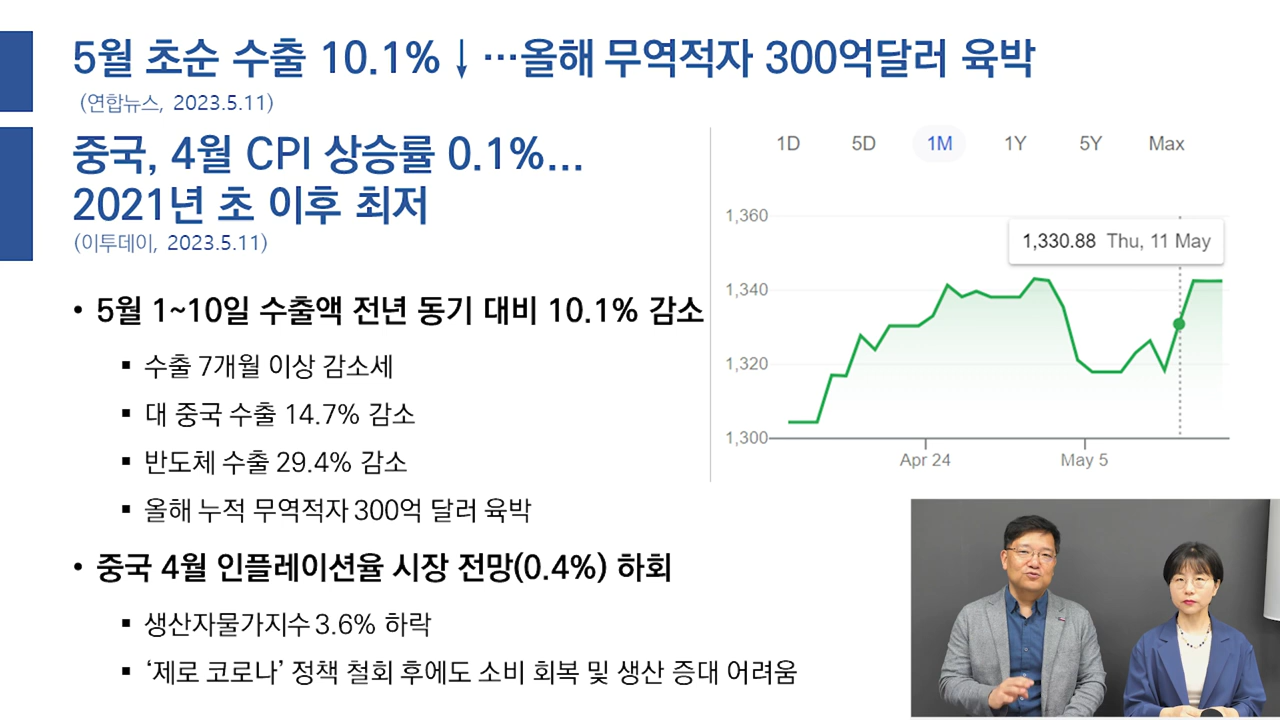 5월 초순 수출 10.1%↓…올해 무역적자 300억달러 육박
(연합뉴스, 2023.5.11)
중국, 4월 CPI 상승률 0.1%...
2021년 초 이후 최저
(이투데이, 2023.5.11)
• 5월 1~10일 수출액 전년 동기 대비 10.1% 감소
▪ 수출 7개월 이상 감소세
▪ 대 중국 수출 14.7% 감소
▪ 반도체 수출 29.4% 감소
▪ 올해 누적 무역적자 300억 달러 육박
• 중국 4월 인플레이션율 시장 전망(0.4%) 하회
▪ 생산자물가지수 3.6% 하락
▪ ‘제로 코로나’ 정책 철회 후에도 소비 회복 및 생산 증대 어려움
1D 5D 1M 1Y 5Y Max
1,360
1,330.88 Thu, 11 May
1,340
1,320
1,300
Apr 24 May 5